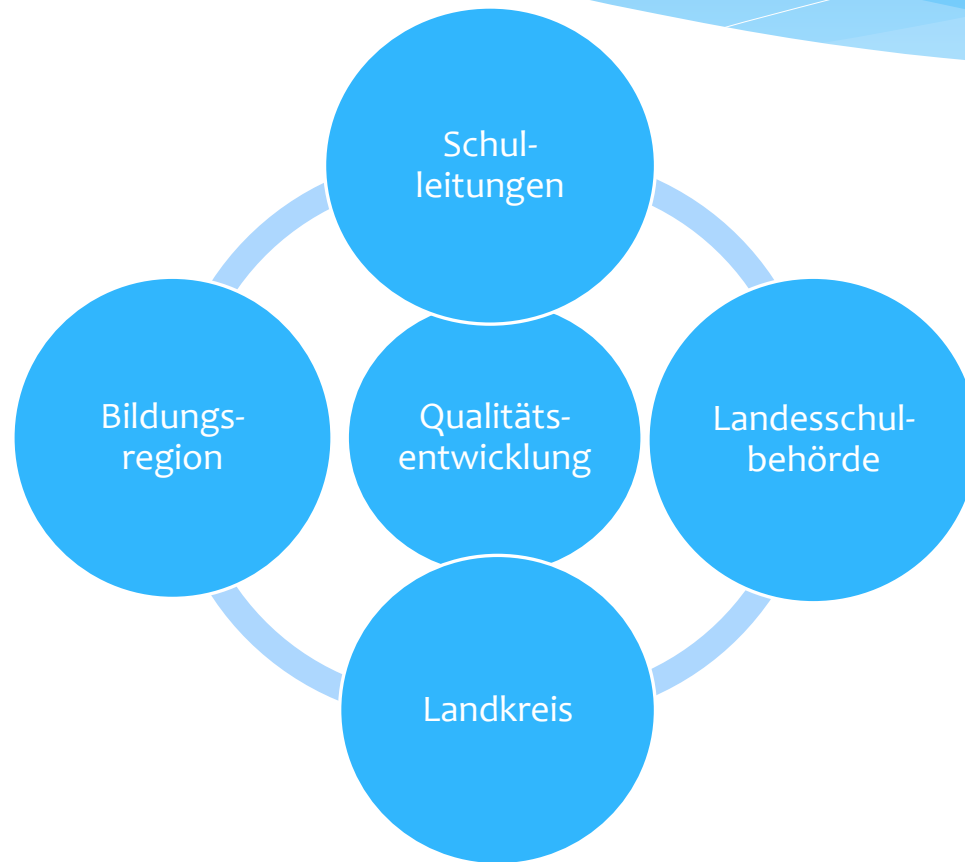 Schul-
leitungen
Bildungs-
region
Qualitäts-
entwicklung
Landesschul-
behörde
Landkreis